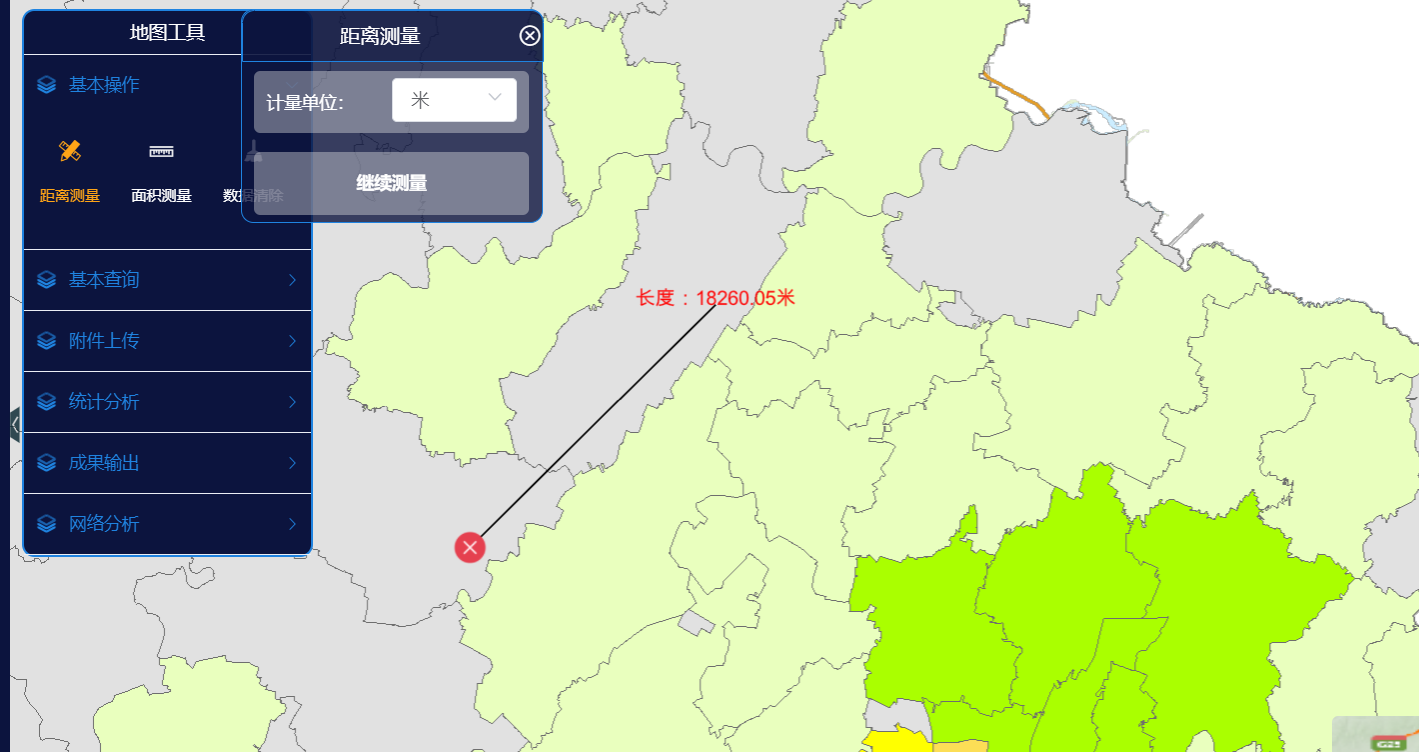 地图工具
距离测量
基本操作
计量单位：
米
距离测量
面积测量
数据清除
继续测量
基本查询
长度：18260.05米
附件上传
统计分析
成果输出
网络分析
G25